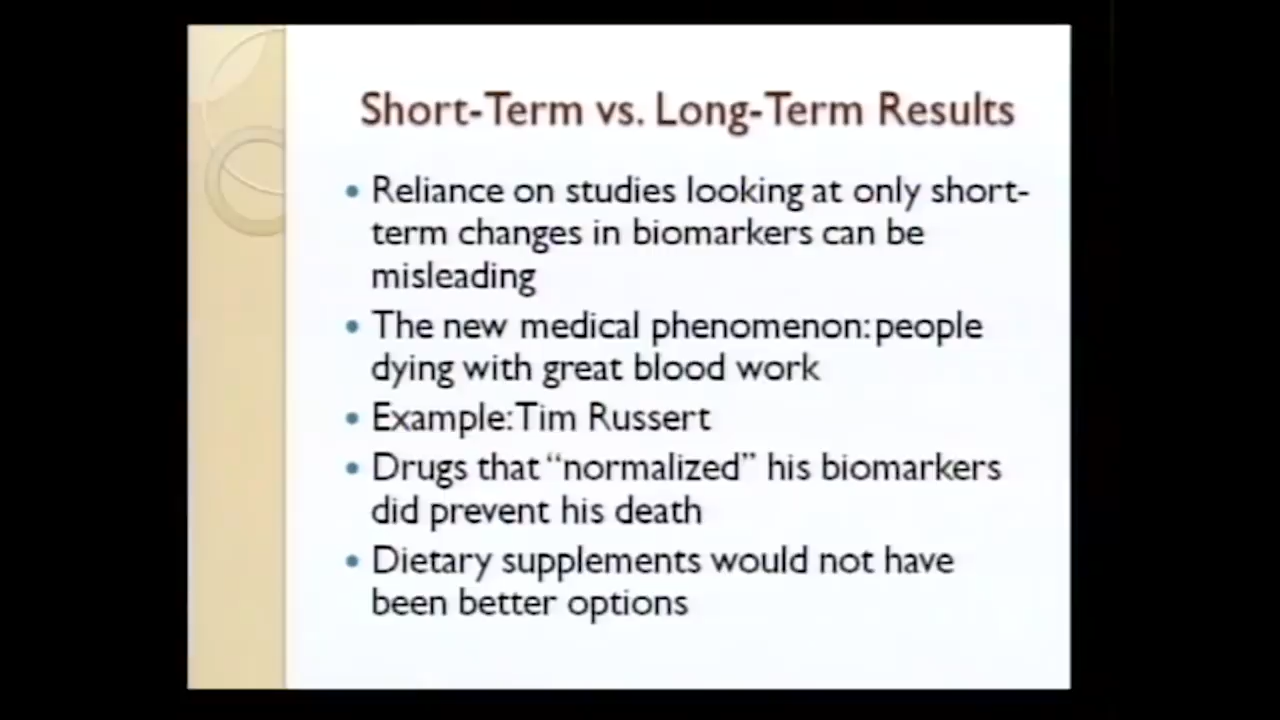 Short-Term vs. Long-Term Results
• Reliance on studies looking at only short-
term changes in biomarkers can be
misleading
• The new medical phenomenon: people
dying with great blood work
• Example: Tim Russert
• Drugs that “normalized” his biomarkers
did prevent his death
• Dietary supplements would not have
been better options